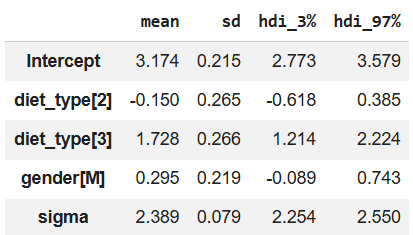 mean sd hdi_3% hdi_97%
Intercept 3.174 0.215 2.773 3.579
diet_type[2] -0.150 0.265 -0.618 0.385
diet_type[3] 1.728 0.266 1.214 2.224
gender[M] 0.295 0.219 -0.089 0.743
sigma 2.389 0.079 2.254 2.550